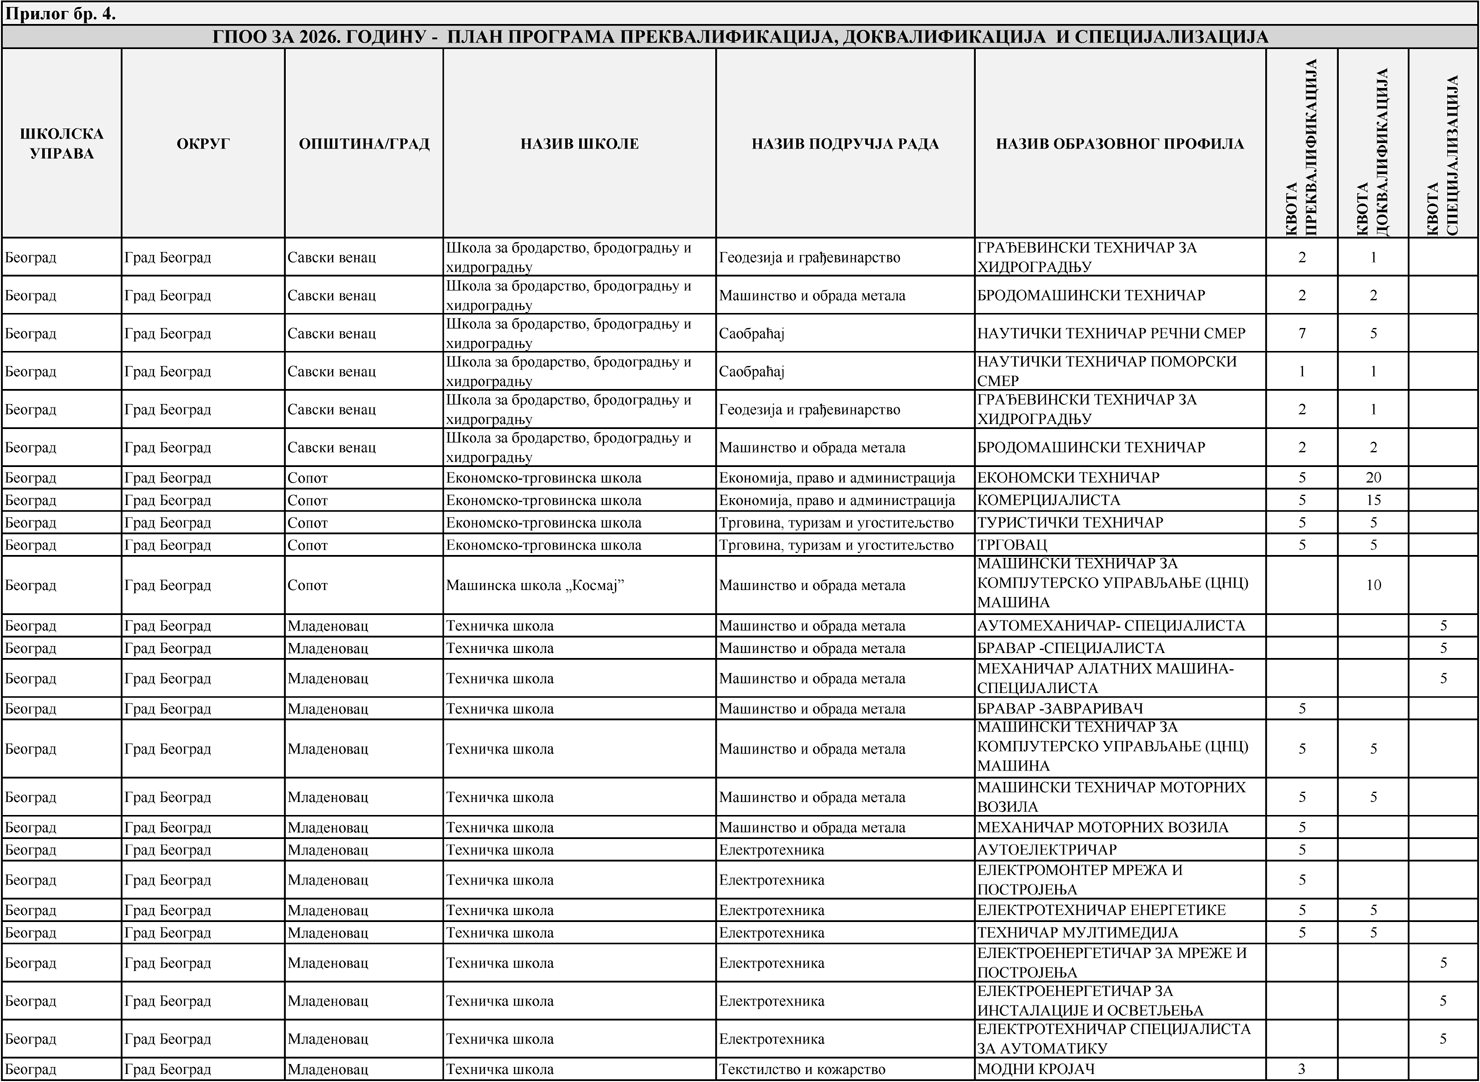 Прилог бр. 4.
ГПОО ЗА 2026. ГОДИНУ - ПЛАН ПРОГРАМА ПРЕКВАЛИФИКАЦИЈА, ДОКВАЛИФИКАЦИЈА И СПЕЦИЈАЛИЗАЦИЈА
ШКОЛСКА УПРАВА ОКРУГ ОПШТИНА/ГРАД НАЗИВ ШКОЛЕ НАЗИВ ПОДРУЧЈА РАДА НАЗИВ ОБРАЗОВНОГ ПРОФИЛА КВОТА ПРЕКВАЛИФИКАЦИЈА КВОТА ДОКВАЛИФИКАЦИЈА КВОТА СПЕЦИЈАЛИЗАЦИЈА
Београд Град Београд Савски венац Школа за бродарство, бродоградњу и хидроградњу Геодезија и грађевинарство ГРАЂЕВИНСКИ ТЕХНИЧАР ЗА ХИДРОГРАДЊУ 2 1
Београд Град Београд Савски венац Школа за бродарство, бродоградњу и хидроградњу Машинство и обрада метала БРОДОМАШИНСКИ ТЕХНИЧАР 2 2
Београд Град Београд Савски венац Школа за бродарство, бродоградњу и хидроградњу Саобраћај НАУТИЧКИ ТЕХНИЧАР РЕЧНИ СМЕР 7 5
Београд Град Београд Савски венац Школа за бродарство, бродоградњу и хидроградњу Саобраћај НАУТИЧКИ ТЕХНИЧАР ПОМОРСКИ СМЕР 1 1
Београд Град Београд Савски венац Школа за бродарство, бродоградњу и хидроградњу Геодезија и грађевинарство ГРАЂЕВИНСКИ ТЕХНИЧАР ЗА ХИДРОГРАДЊУ 2 1
Београд Град Београд Савски венац Школа за бродарство, бродоградњу и хидроградњу Машинство и обрада метала БРОДОМАШИНСКИ ТЕХНИЧАР 2 2
Београд Град Београд Сопот Економско-трговинска школа Економија, право и администрација ЕКОНОМСКИ ТЕХНИЧАР 5 20
Београд Град Београд Сопот Економско-трговинска школа Економија, право и администрација КОМЕРЦИЈАЛИСТА 5 15
Београд Град Београд Сопот Економско-трговинска школа Трговина, туризам и угоститељство ТУРИСТИЧКИ ТЕХНИЧАР 5 5
Београд Град Београд Сопот Економско-трговинска школа Трговина, туризам и угоститељство ТРГОВАЦ 5 5
Београд Град Београд Сопот Машинска школа „Космај” Машинство и обрада метала МАШИНСКИ ТЕХНИЧАР ЗА КОМПЈУТЕРСКО УПРАВЉАЊЕ (ЦНЦ) МАШИНА 10
Београд Град Београд Младеновац Техничка школа Машинство и обрада метала АУТОМЕХАНИЧАР- СПЕЦИЈАЛИСТА 5
Београд Град Београд Младеновац Техничка школа Машинство и обрада метала БРАВАР -СПЕЦИЈАЛИСТА 5
Београд Град Београд Младеновац Техничка школа Машинство и обрада метала МЕХАНИЧАР АЛАТНИХ МАШИНА- СПЕЦИЈАЛИСТА 5
Београд Град Београд Младеновац Техничка школа Машинство и обрада метала БРАВАР -ЗАВРАРИВАЧ 5
Београд Град Београд Младеновац Техничка школа Машинство и обрада метала МАШИНСКИ ТЕХНИЧАР ЗА КОМПЈУТЕРСКО УПРАВЉАЊЕ (ЦНЦ) МАШИНА 5 5
Београд Град Београд Младеновац Техничка школа Машинство и обрада метала МАШИНСКИ ТЕХНИЧАР МОТОРНИХ ВОЗИЛА 5 5
Београд Град Београд Младеновац Техничка школа Машинство и обрада метала МЕХАНИЧАР МОТОРНИХ ВОЗИЛА 5
Београд Град Београд Младеновац Техничка школа Електротехника АУТОЕЛЕКТРИЧАР 5
Београд Град Београд Младеновац Техничка школа Електротехника ЕЛЕКТРОМОНТЕР МРЕЖА И ПОСТРОЈЕЊА 5
Београд Град Београд Младеновац Техничка школа Електротехника ЕЛЕКТРОТЕХНИЧАР ЕНЕРГЕТИКЕ 5 5
Београд Град Београд Младеновац Техничка школа Електротехника ТЕХНИЧАР МУЛТИМЕДИЈА 5 5
Београд Град Београд Младеновац Техничка школа Електротехника ЕЛЕКТРОЕНЕРГЕТИЧАР ЗА МРЕЖЕ И ПОСТРОЈЕЊА 5
Београд Град Београд Младеновац Техничка школа Електротехника ЕЛЕКТРОЕНЕРГЕТИЧАР ЗА ИНСТАЛАЦИЈЕ И ОСВЕТЉЕЊА 5
Београд Град Београд Младеновац Техничка школа Електротехника ЕЛЕКТРОТЕХНИЧАР СПЕЦИЈАЛИСТА ЗА АУТОМАТИКУ 5
Београд Град Београд Младеновац Техничка школа Текстилство и кожарство МОДНИ КРОЈАЧ 3